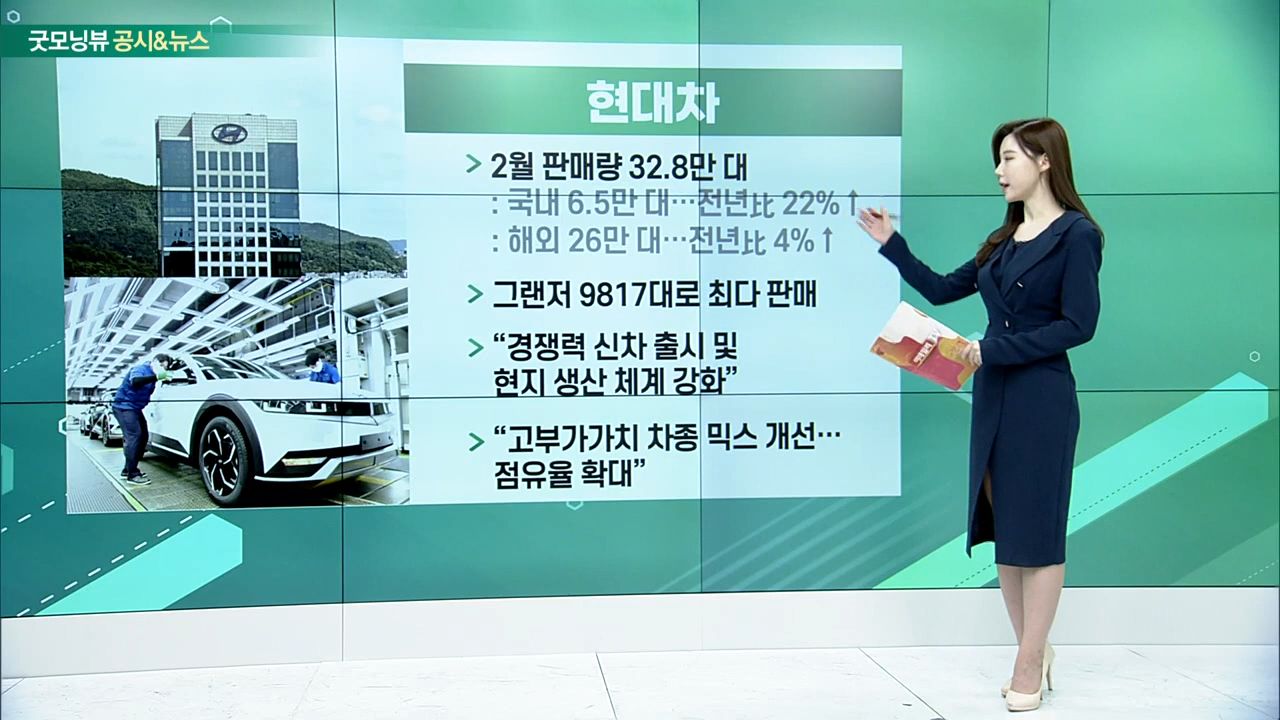 굿모닝뷰 공시&뉴스
현대차
> 2월 판매량 32.8만 대
: 국내 6.5만 대…전년比 22%↑
: 해외 26만 대…전년比 4%↑
> 그랜저 9817대로 최다 판매
> “경쟁력 신차 출시 및
현지 생산 체계 강화”
> “고부가가치 차종 믹스 개선…
점유율 확대”